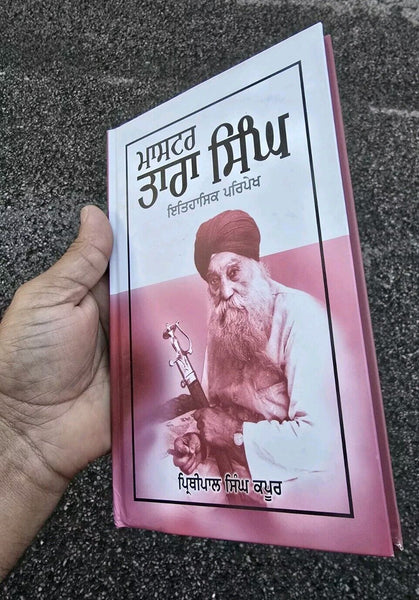 ਮਾਸਟਰ
ਤਾਰਾ ਸਿੰਘ
ਇਤਿਹਾਸਿਕ ਪਰਿਪੇਖ
ਪ੍ਰਿਥੀਪਾਲ ਸਿੰਘ ਕਪੂਰ